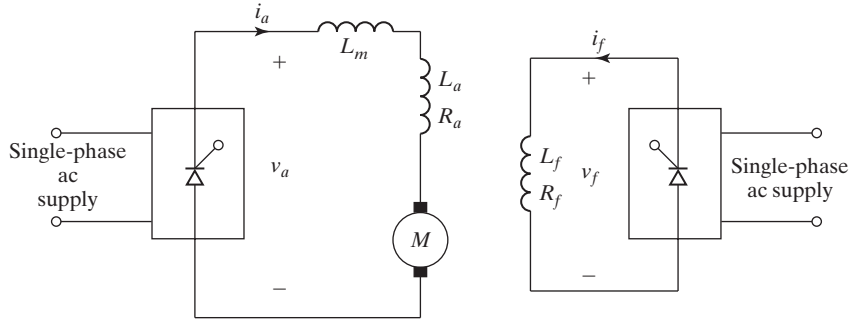 i_a
+
L_m
L_a
R_a
Single-phase
ac
supply
v_a
M
−
i_f
+
L_f
R_f
v_f
Single-phase
ac supply
−